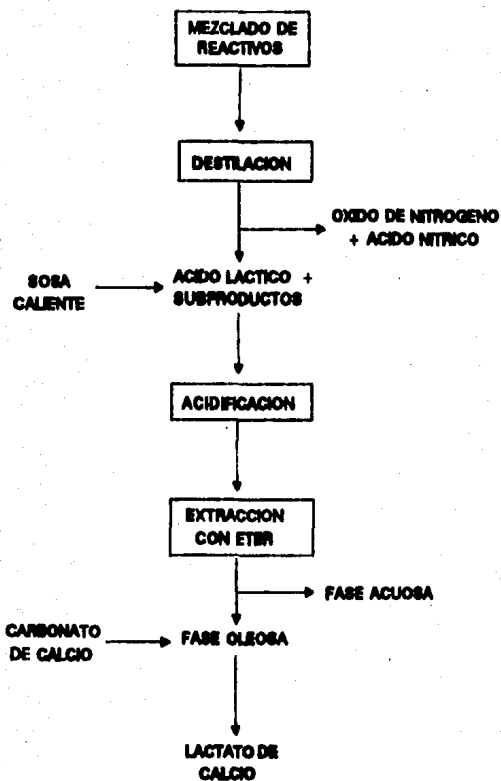 MEZCLADO DE
REACTIVOS
DESTILACION
OXIDO DE NITROGENO
+ ACIDO NITRICO
SOSA
CALIENTE
ACIDO LACTICO +
SUBPRODUCTOS
ACIDIFICACION
EXTRACCION
CON ETER
FASE ACUOSA
CARBONATO
DE CALCIO
FASE OLEOSA
LACTATO DE
CALCIO